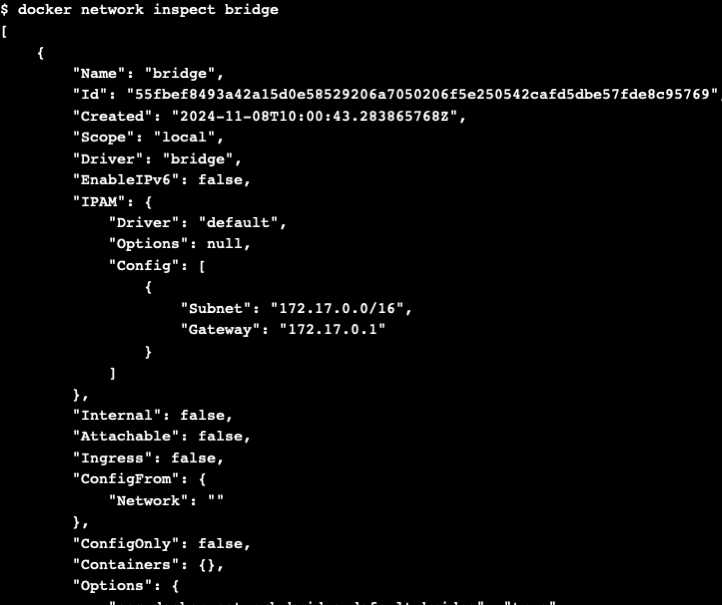 $ docker network inspect bridge
[
    {
        "Name": "bridge",
        "Id": "55fbef8493a42a15d0e58529206a7050206f5e250542cafd5dbe57fde8c95769",
        "Created": "2024-11-08T10:00:43.283865768Z",
        "Scope": "local",
        "Driver": "bridge",
        "EnableIPv6": false,
        "IPAM": {
            "Driver": "default",
            "Options": null,
            "Config": [
                {
                    "Subnet": "172.17.0.0/16",
                    "Gateway": "172.17.0.1"
                }
            ]
        },
        "Internal": false,
        "Attachable": false,
        "Ingress": false,
        "ConfigFrom": {
            "Network": ""
        },
        "ConfigOnly": false,
        "Containers": {},
        "Options": {